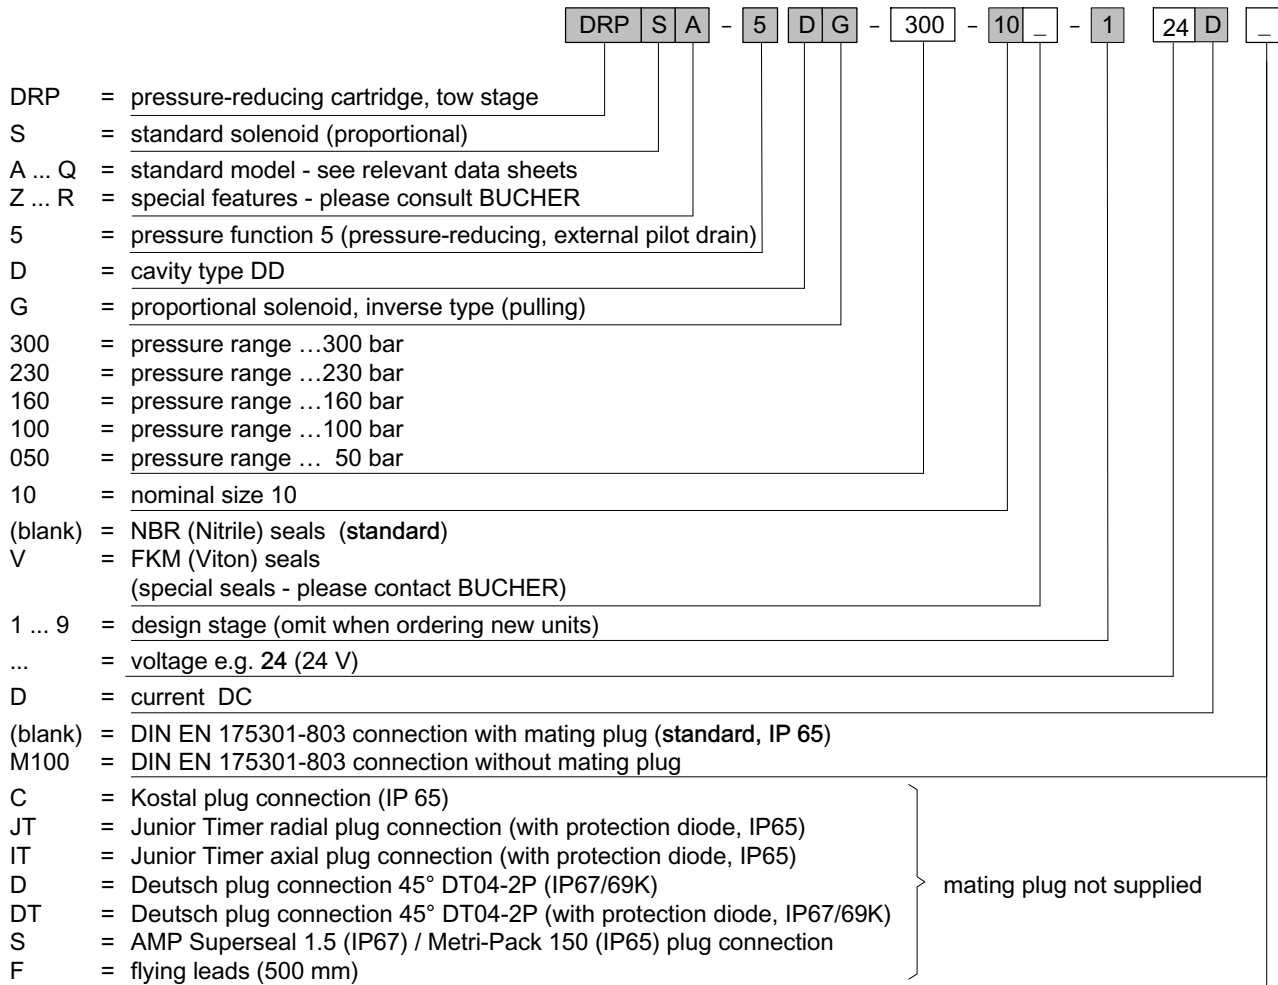 DRP S A - 5 D G - 300 - 10 _ - 1 24 D _
DRP = pressure-reducing cartridge, tow stage
S = standard solenoid (proportional)
A ... Q = standard model - see relevant data sheets
Z ... R = special features - please consult BUCHER
5 = pressure function 5 (pressure-reducing, external pilot drain)
D = cavity type DD
G = proportional solenoid, inverse type (pulling)
300 = pressure range …300 bar
230 = pressure range …230 bar
160 = pressure range …160 bar
100 = pressure range …100 bar
050 = pressure range … 50 bar
10 = nominal size 10
(blank) = NBR (Nitrile) seals (standard)
V = FKM (Viton) seals
(special seals - please contact BUCHER)
1 ... 9 = design stage (omit when ordering new units)
... = voltage e.g. 24 (24 V)
D = current DC
(blank) = DIN EN 175301-803 connection with mating plug (standard, IP 65)
M100 = DIN EN 175301-803 connection without mating plug
C = Kostal plug connection (IP 65)
JT = Junior Timer radial plug connection (with protection diode, IP65)
IT = Junior Timer axial plug connection (with protection diode, IP65)
D = Deutsch plug connection 45° DT04-2P (IP67/69K) mating plug not supplied
DT = Deutsch plug connection 45° DT04-2P (with protection diode, IP67/69K)
S = AMP Superseal 1.5 (IP67) / Metri-Pack 150 (IP65) plug connection
F = flying leads (500 mm)